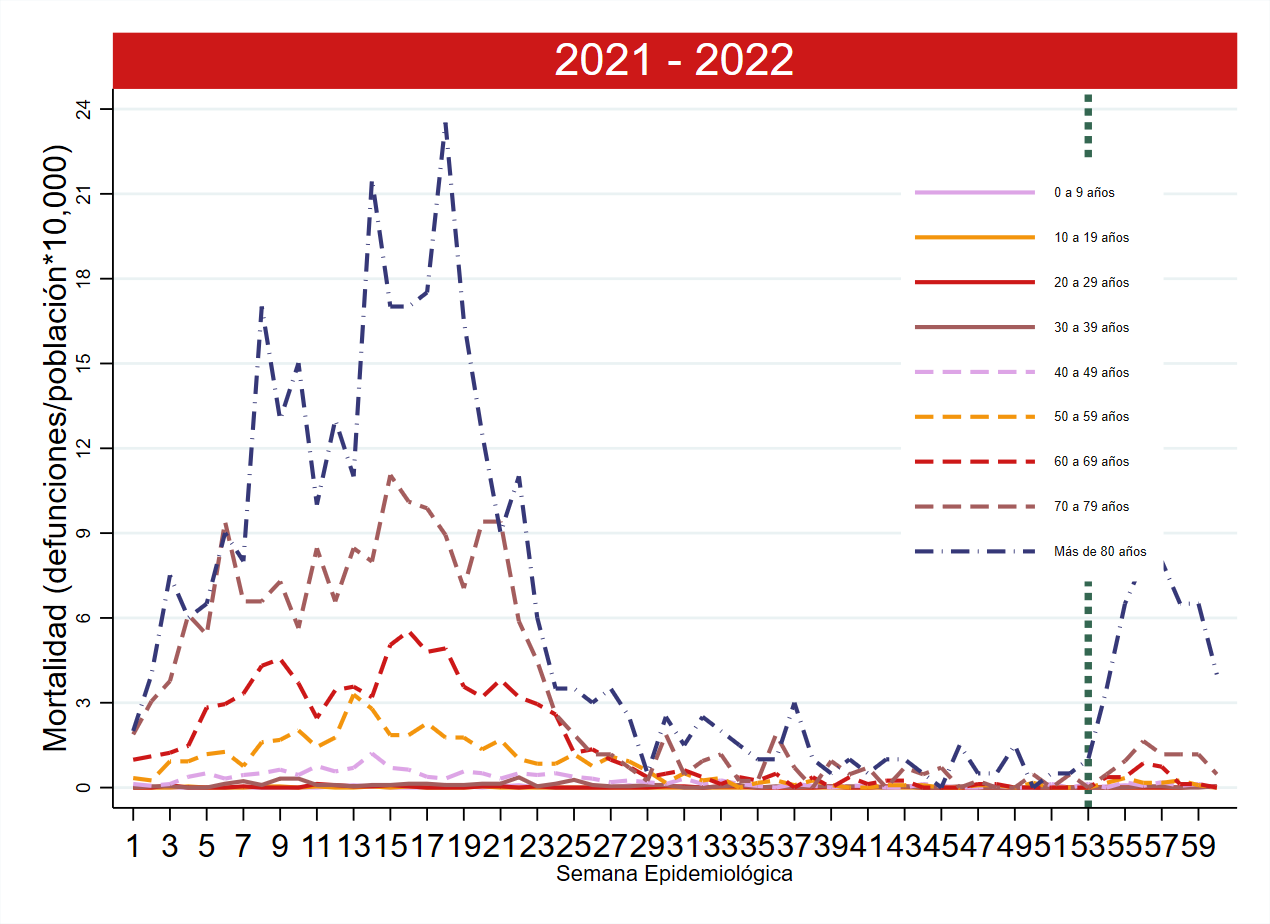 2021 - 2022
Mortalidad (defunciones/población*10,000)
24
21
18
15
12
9
6
3
0
0 a 9 años
10 a 19 años
20 a 29 años
30 a 39 años
40 a 49 años
50 a 59 años
60 a 69 años
70 a 79 años
Más de 80 años
1 3 5 7 9 11 13 15 17 19 21 23 25 27 29 31 33 35 37 39 41 43 45 47 49 51 53 55 57 59
Semana Epidemiológica